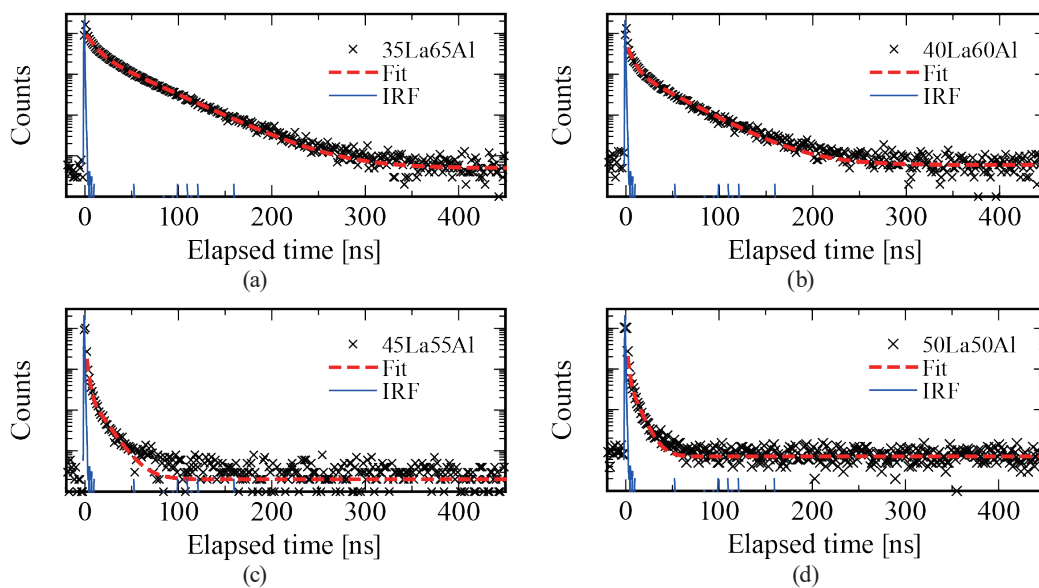 Counts
35La65Al
Fit
IRF
0 100 200 300 400
Elapsed time [ns]
(a)
Counts
40La60Al
Fit
IRF
0 100 200 300 400
Elapsed time [ns]
(b)
Counts
45La55Al
Fit
IRF
0 100 200 300 400
Elapsed time [ns]
(c)
Counts
50La50Al
Fit
IRF
0 100 200 300 400
Elapsed time [ns]
(d)